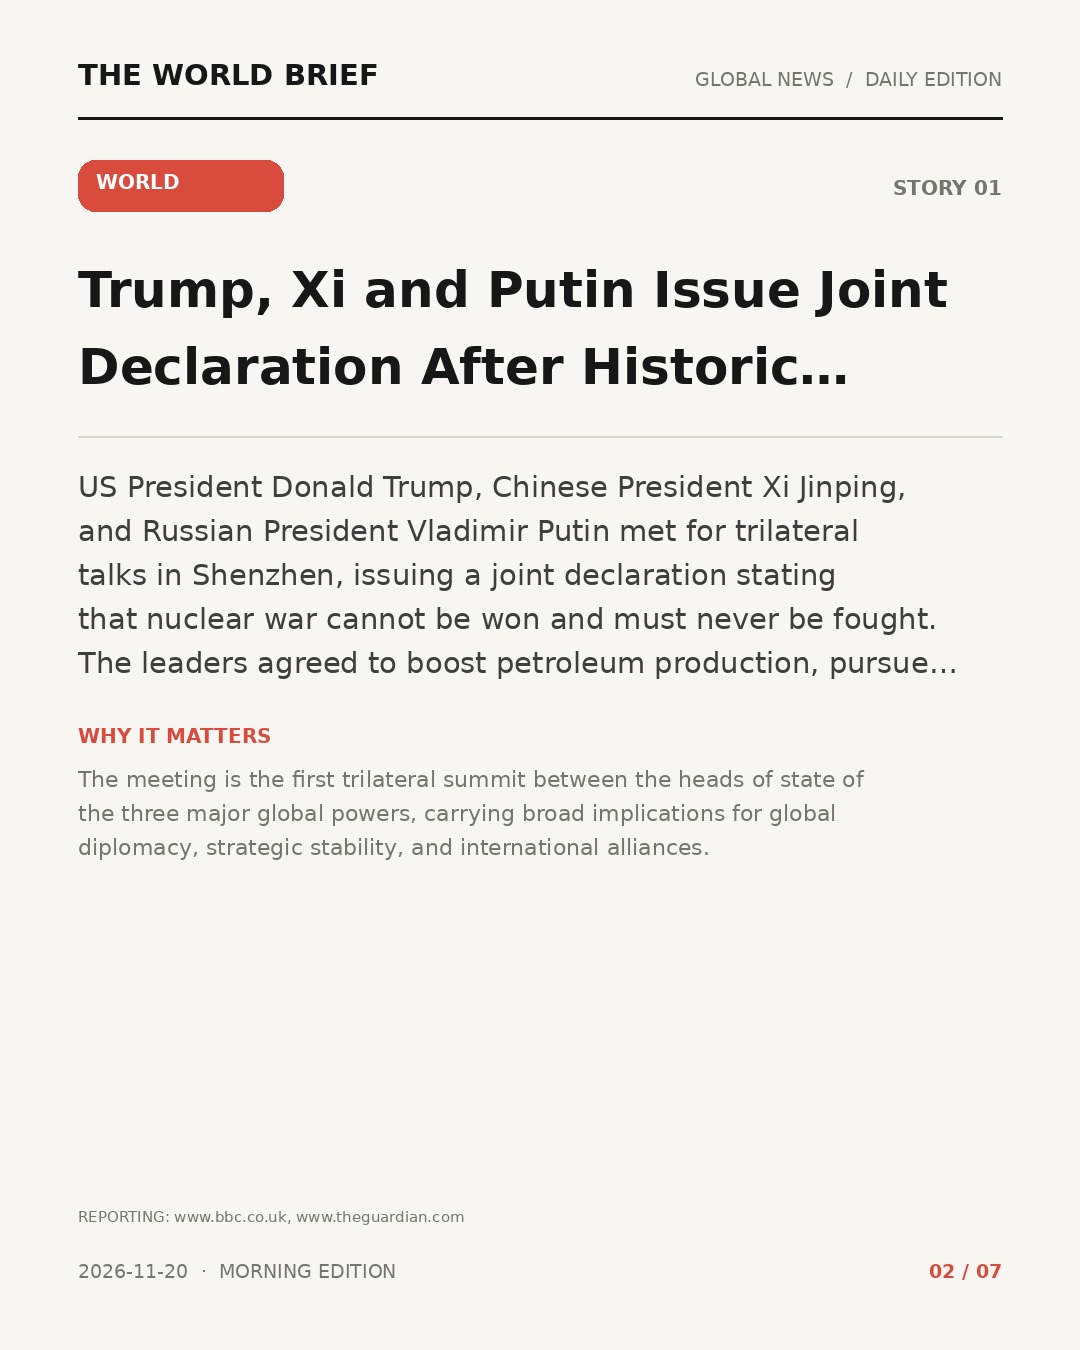 THE WORLD BRIEF
GLOBAL NEWS / DAILY EDITION
WORLD
STORY 01
Trump, Xi and Putin Issue Joint
Declaration After Historic…
US President Donald Trump, Chinese President Xi Jinping,
and Russian President Vladimir Putin met for trilateral
talks in Shenzhen, issuing a joint declaration stating
that nuclear war cannot be won and must never be fought.
The leaders agreed to boost petroleum production, pursue…
WHY IT MATTERS
The meeting is the first trilateral summit between the heads of state of
the three major global powers, carrying broad implications for global
diplomacy, strategic stability, and international alliances.
REPORTING: www.bbc.co.uk, www.theguardian.com
2026-11-20 · MORNING EDITION
02 / 07